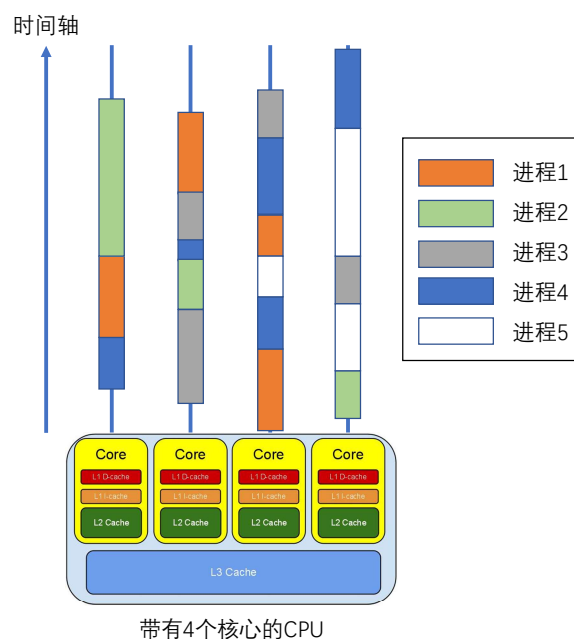 时间轴
进程1
进程2
进程3
进程4
进程5
Core Core Core Core
L1 D-cache L1 D-cache L1 D-cache L1 D-cache
L1 I-cache L1 I-cache L1 I-cache L1 I-cache
L2 Cache L2 Cache L2 Cache L2 Cache
L3 Cache
带有4个核心的CPU